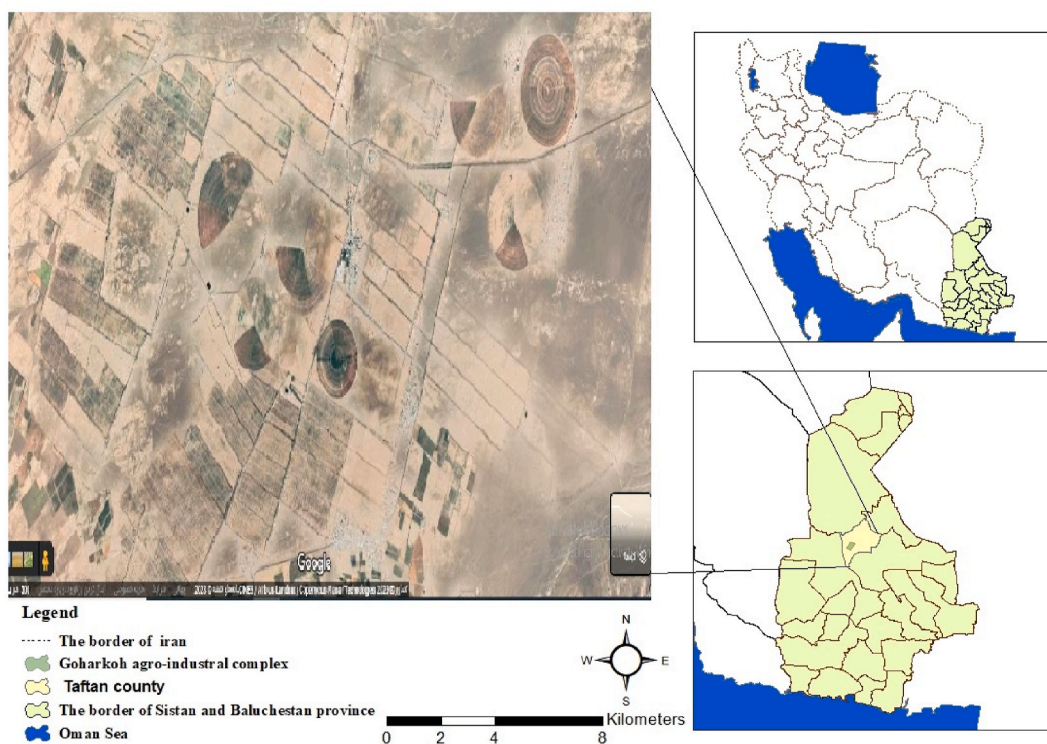 Google
Legend
The border of iran
Goharkoh agro-industral complex
Taftan county
The border of Sistan and Baluchestan province
Oman Sea
N
W E
S
Kilometers
0 2 4 8